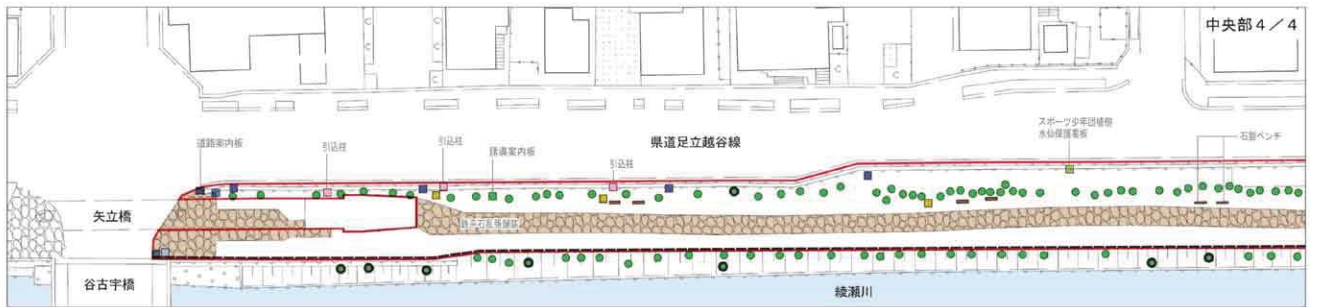 中央部4／4
スポーツ少年団植樹
水仙保護看板
県道足立越谷線
石製ベンチ
道路案内板
引込柱
引込柱
誘導案内板
引込柱
矢立橋
谷古宇橋
綾瀬川